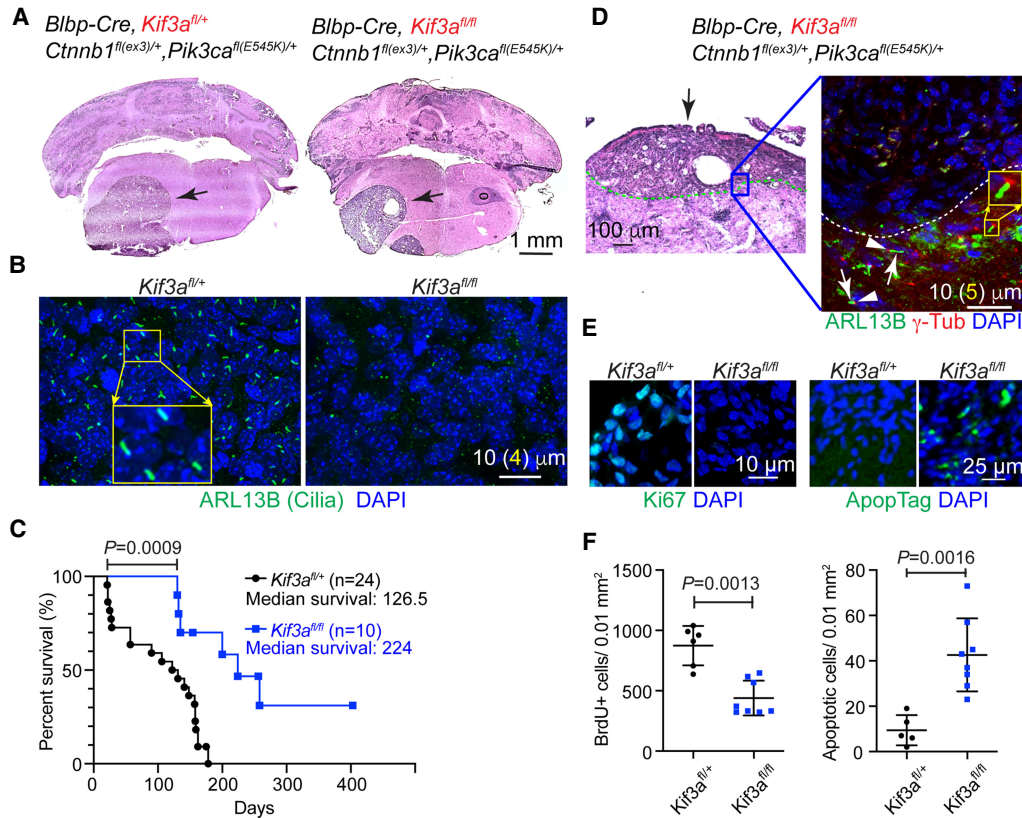 A
Blbp-Cre, Kif3a^fl/+
Ctnnb1^fl(ex3)/+,Pik3ca^fl(E545K)/+
Blbp-Cre, Kif3a^fl/fl
Ctnnb1^fl(ex3)/+,Pik3ca^fl(E545K)/+
1 mm
B
Kif3a^fl/+
Kif3a^fl/fl
10 (4) μm
ARL13B (Cilia) DAPI
C
P=0.0009
Percent survival (%)
100
50
0
0 100 200 300 400
Days
Kif3a^fl/+ (n=24)
Median survival: 126.5
Kif3a^fl/fl (n=10)
Median survival: 224
D
Blbp-Cre, Kif3a^fl/fl
Ctnnb1^fl(ex3)/+,Pik3ca^fl(E545K)/+
100 μm
10 (5) μm
ARL13B γ-Tub DAPI
E
Kif3a^fl/+
Kif3a^fl/fl
Kif3a^fl/+
Kif3a^fl/fl
10 μm
25 μm
Ki67 DAPI
ApopTag DAPI
F
P=0.0013
BrdU+ cells/ 0.01 mm²
1500
1000
500
0
Kif3a^fl/+
Kif3a^fl/fl
P=0.0016
Apoptotic cells/ 0.01 mm²
80
60
40
20
0
Kif3a^fl/+
Kif3a^fl/fl